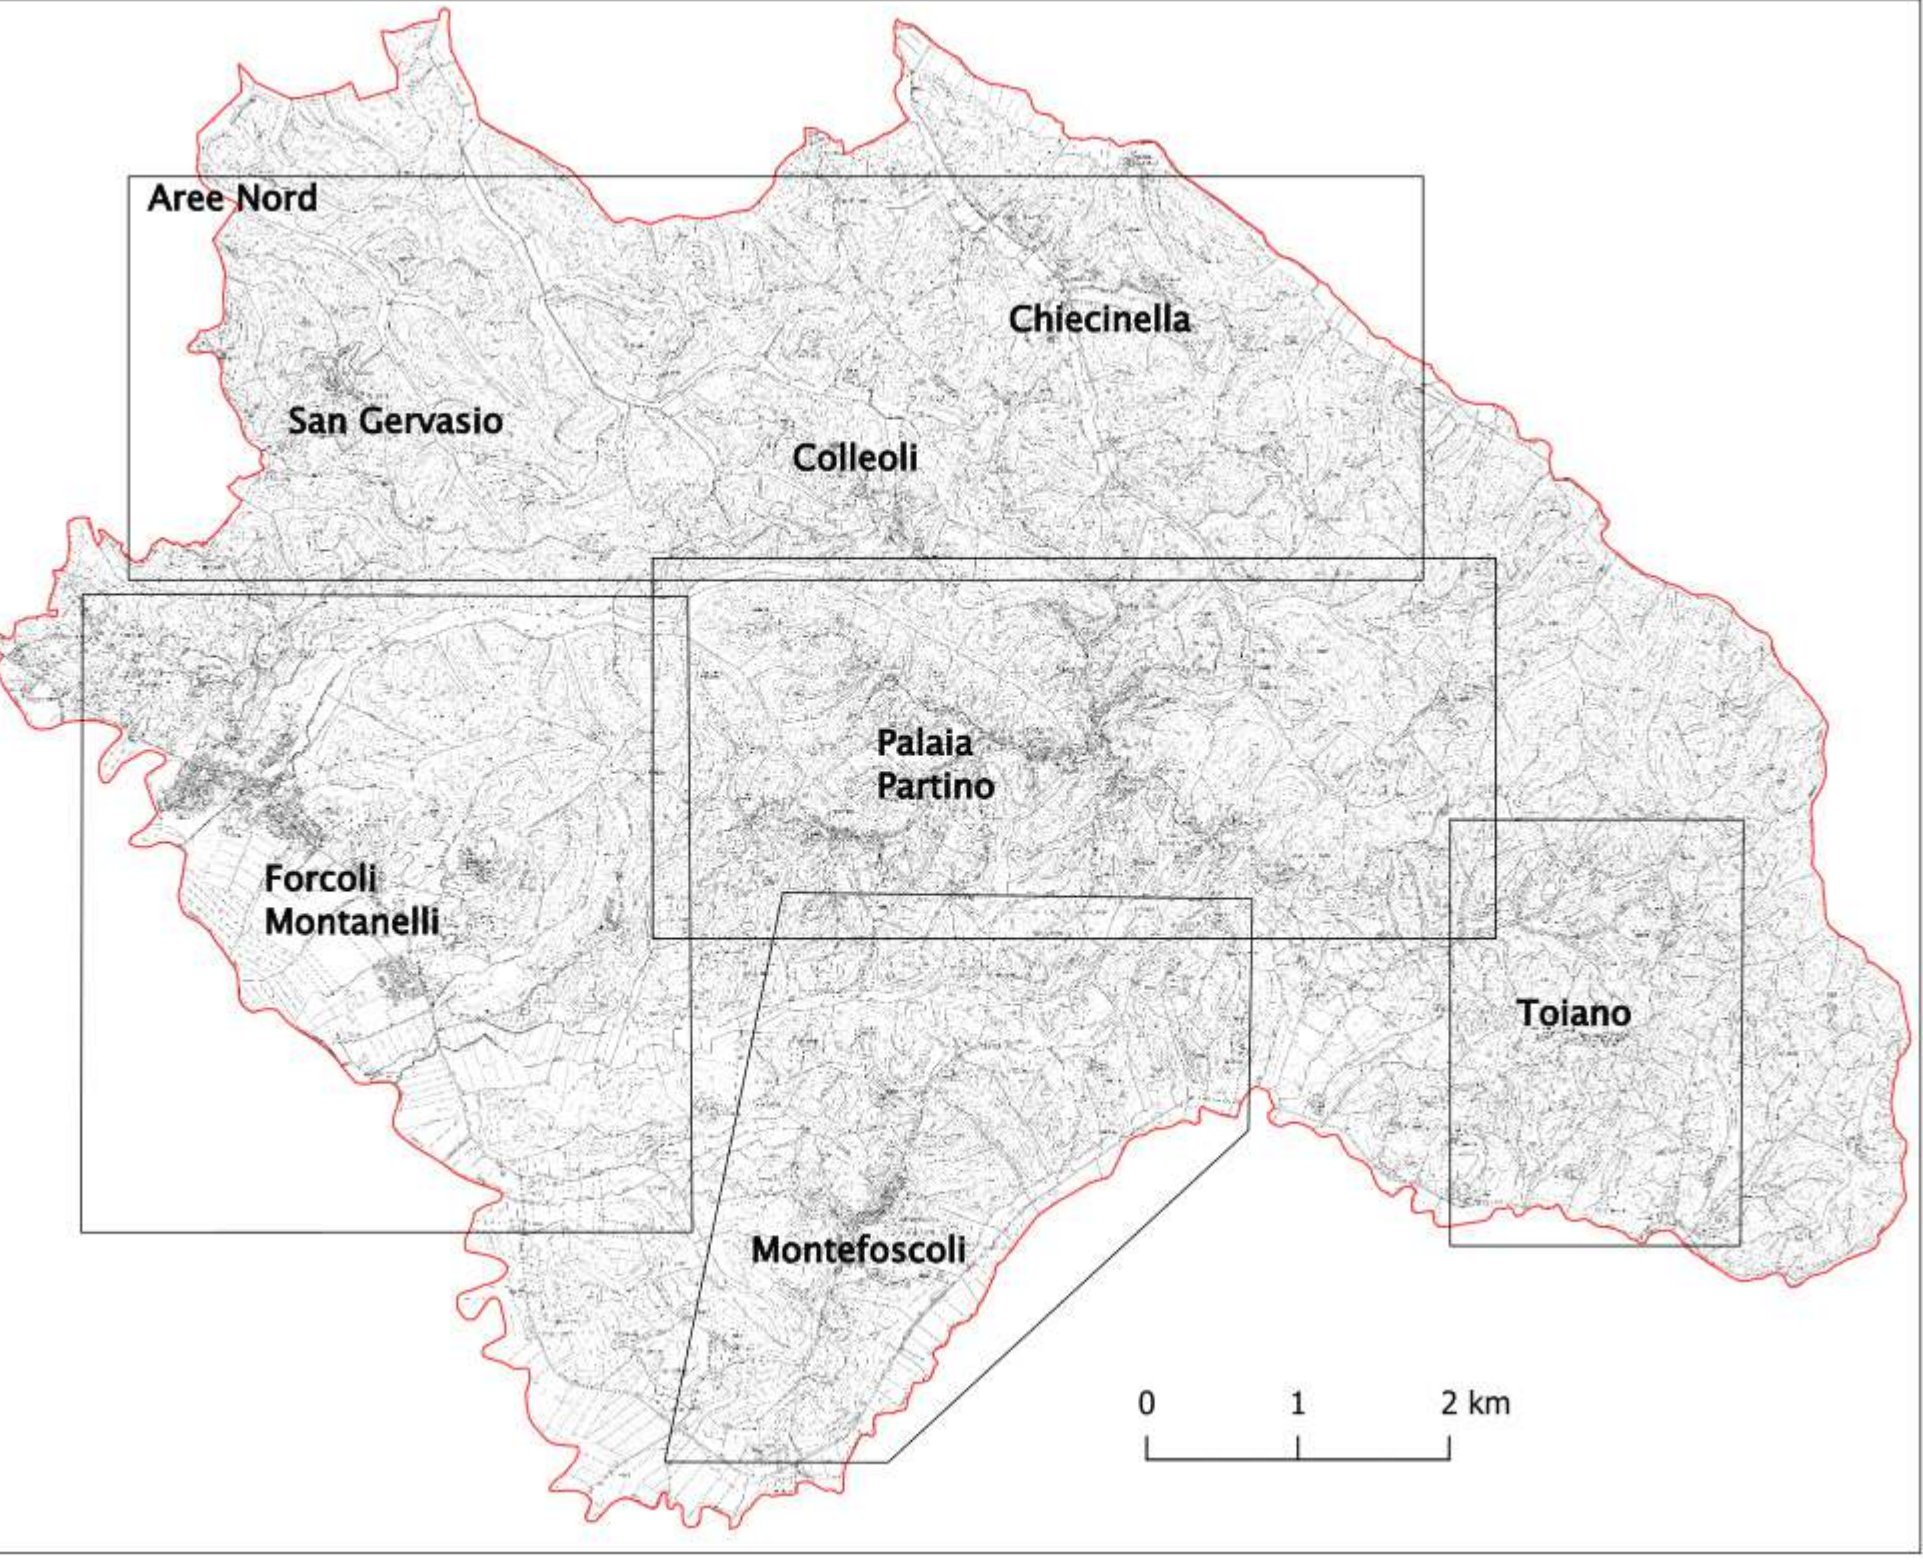 Aree Nord
Chiecinella
San Gervasio
Colleoli
Palaia
Partino
Forcoli
Montanelli
Toiano
Montefoscoli
0 1 2 km